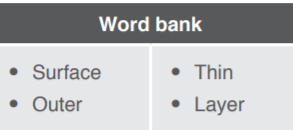 Word bank
• Surface
• Outer
• Thin
• Layer